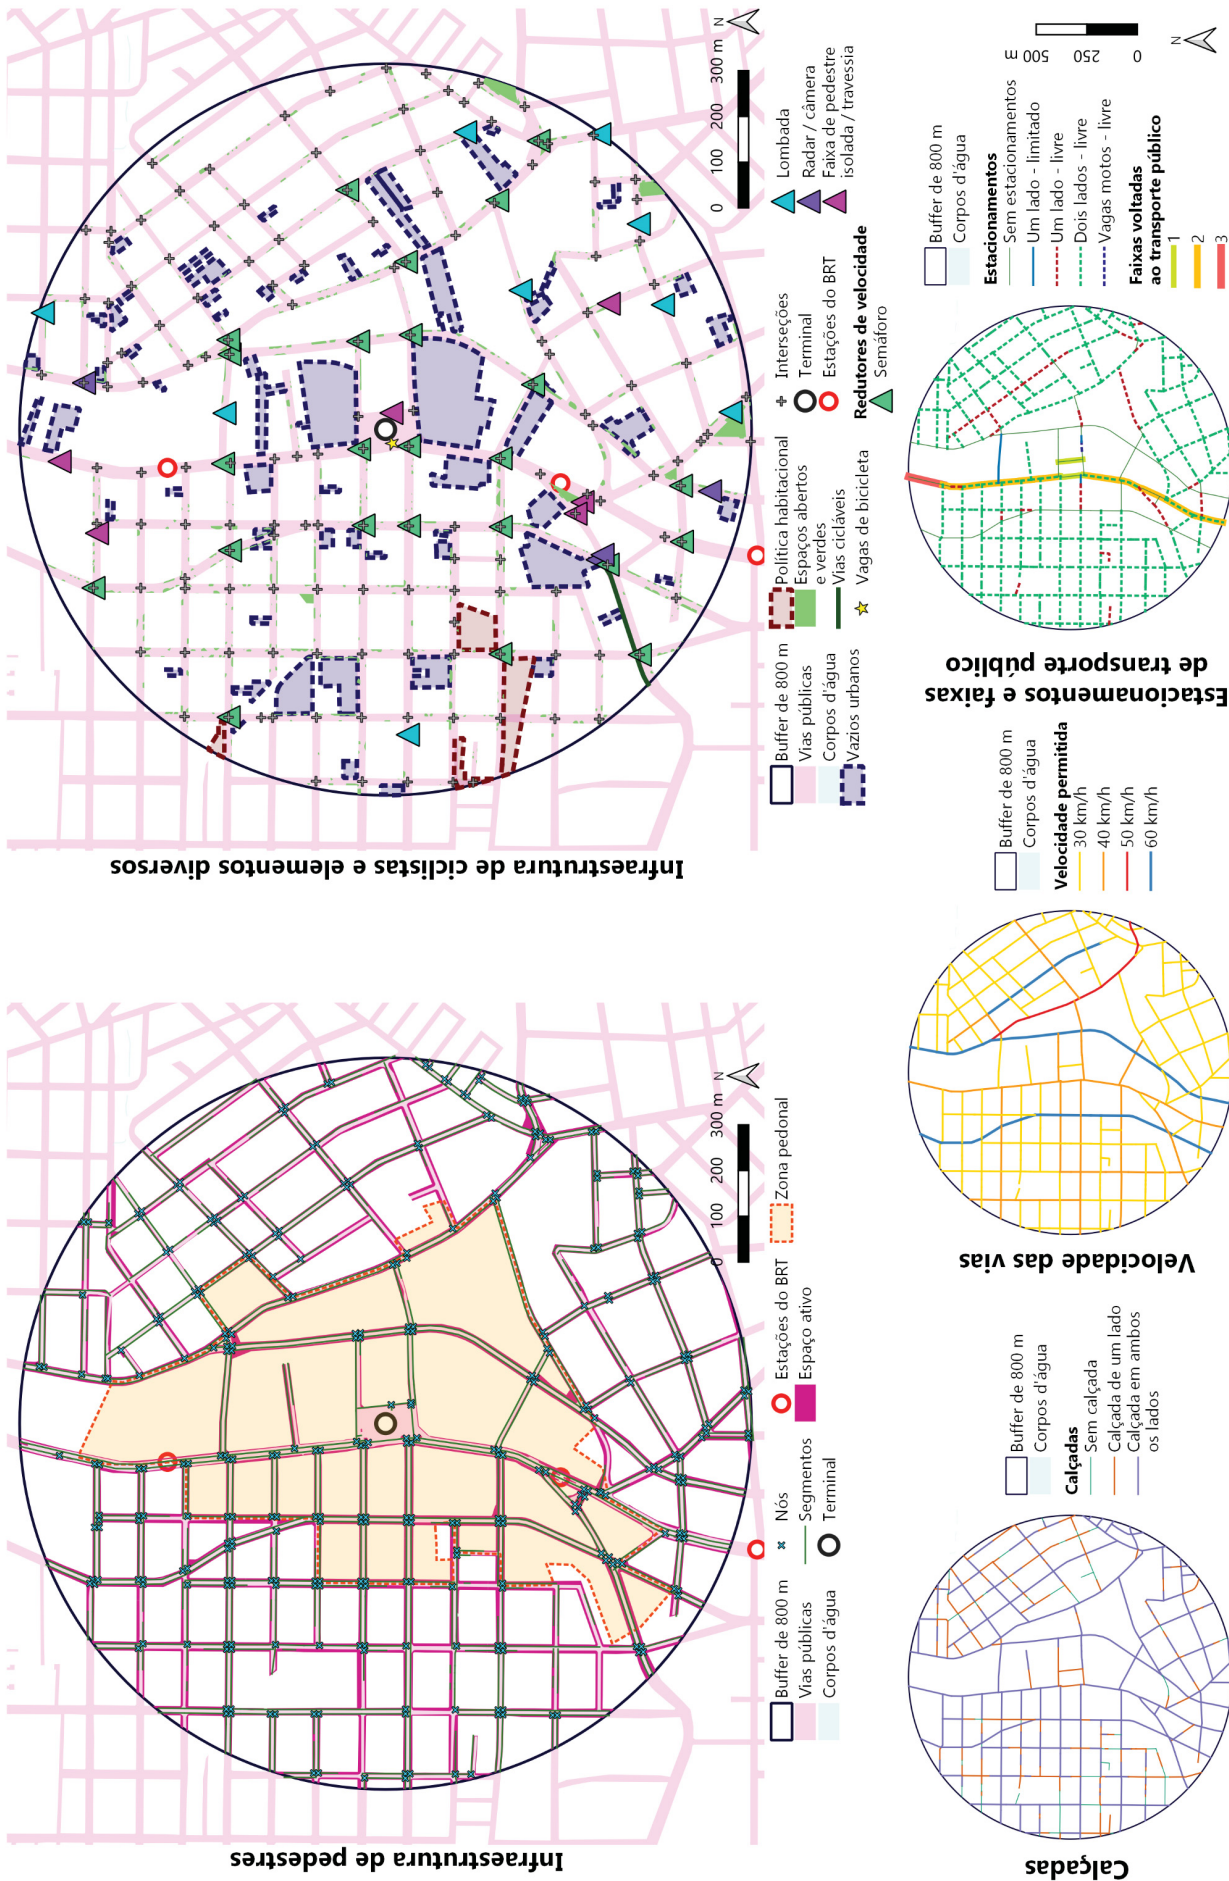 Infraestrutura de pedestres
0 100 200 300 m
N
Buffer de 800 m
Vias públicas
Corpos d'água
Nós
Segmentos
Terminal
Estações do BRT
Espaço ativo
Zona pedonal
Infraestrutura de ciclistas e elementos diversos
0 100 200 300 m
N
Buffer de 800 m
Vias públicas
Corpos d'água
Vazios urbanos
Política habitacional
Espaços abertos
e verdes
Vias cicláveis
Vagas de bicicleta
Interseções
Terminal
Estações do BRT
Redutores de velocidade
Semáforo
Lombada
Radar / câmera
Faixa de pedestre
isolada / travessia
Calçadas
Buffer de 800 m
Corpos d'água
Calçadas
Sem calçada
Calçada de um lado
Calçada em ambos
os lados
Velocidade das vias
Buffer de 800 m
Corpos d'água
Velocidade permitida
30 km/h
40 km/h
50 km/h
60 km/h
Estacionamentos e faixas
de transporte público
Buffer de 800 m
Corpos d'água
Estacionamentos
Sem estacionamentos
Um lado - limitado
Um lado - livre
Dois lados - livre
Vagas motos - livre
Faixas voltadas
ao transporte público
1
2
3
0 250 500 m
N